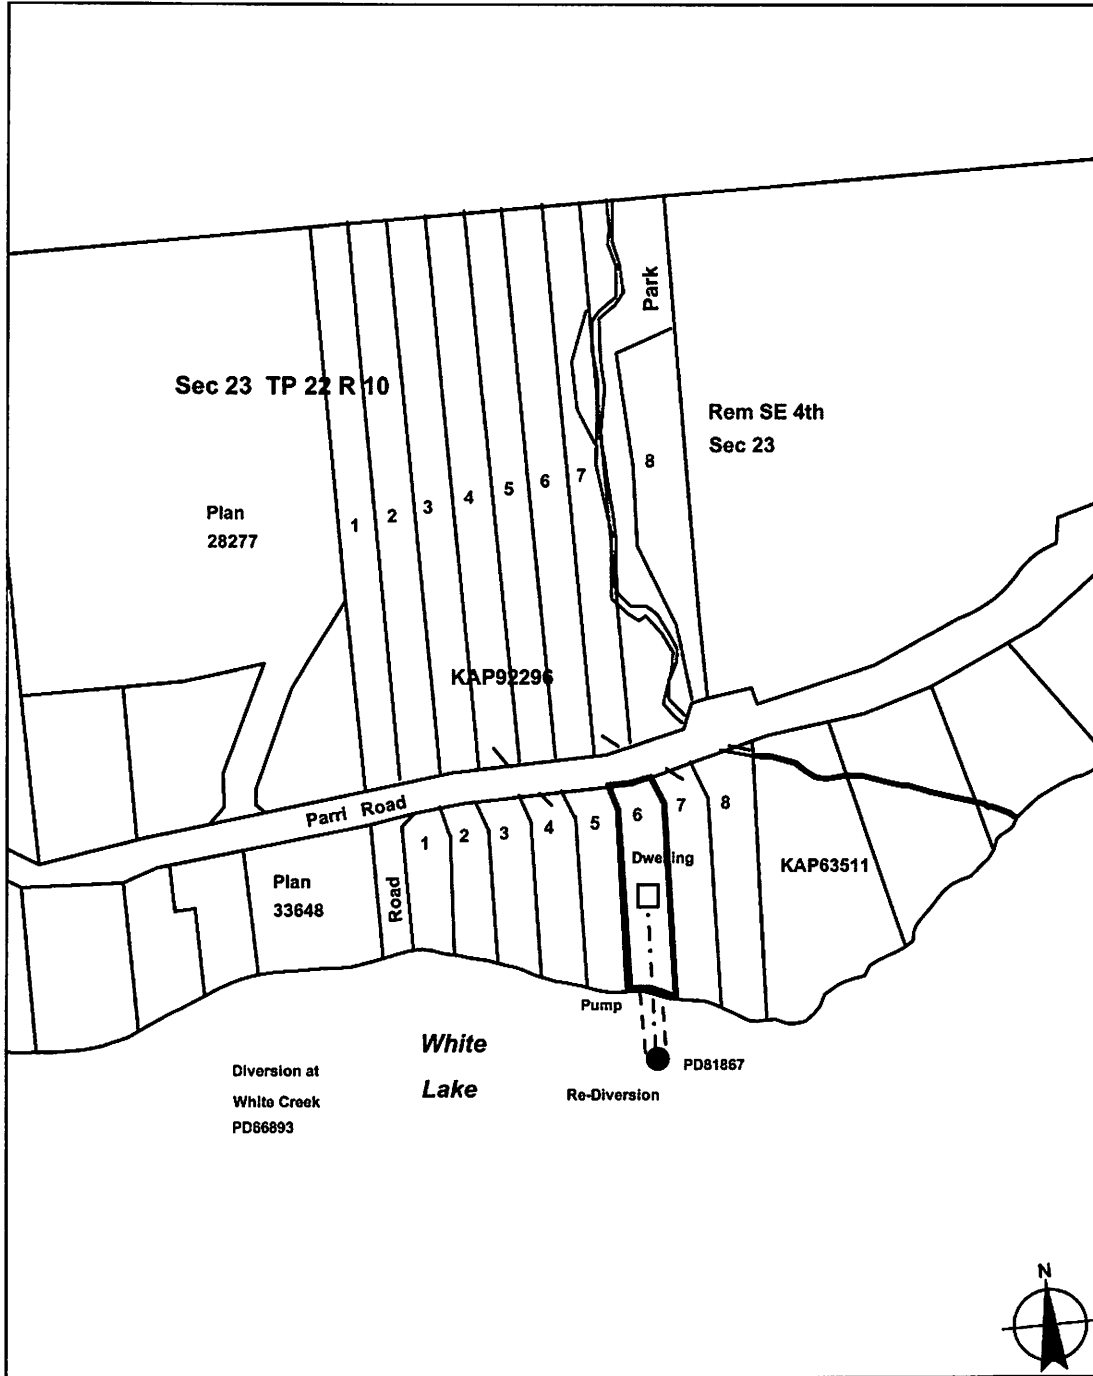 Park
Sec 23 TP 22 R 10
Rem SE 4th
Sec 23
8
7
6
5
4
3
2
1
Plan
28277
KAP92296
Parri Road
1
2
3
4
5
6
7
8
Dwelling
KAP63511
Plan
33648
Road
Pump
White
Lake
PD81867
Diversion at
White Creek
PD66893
Re-Diversion
N